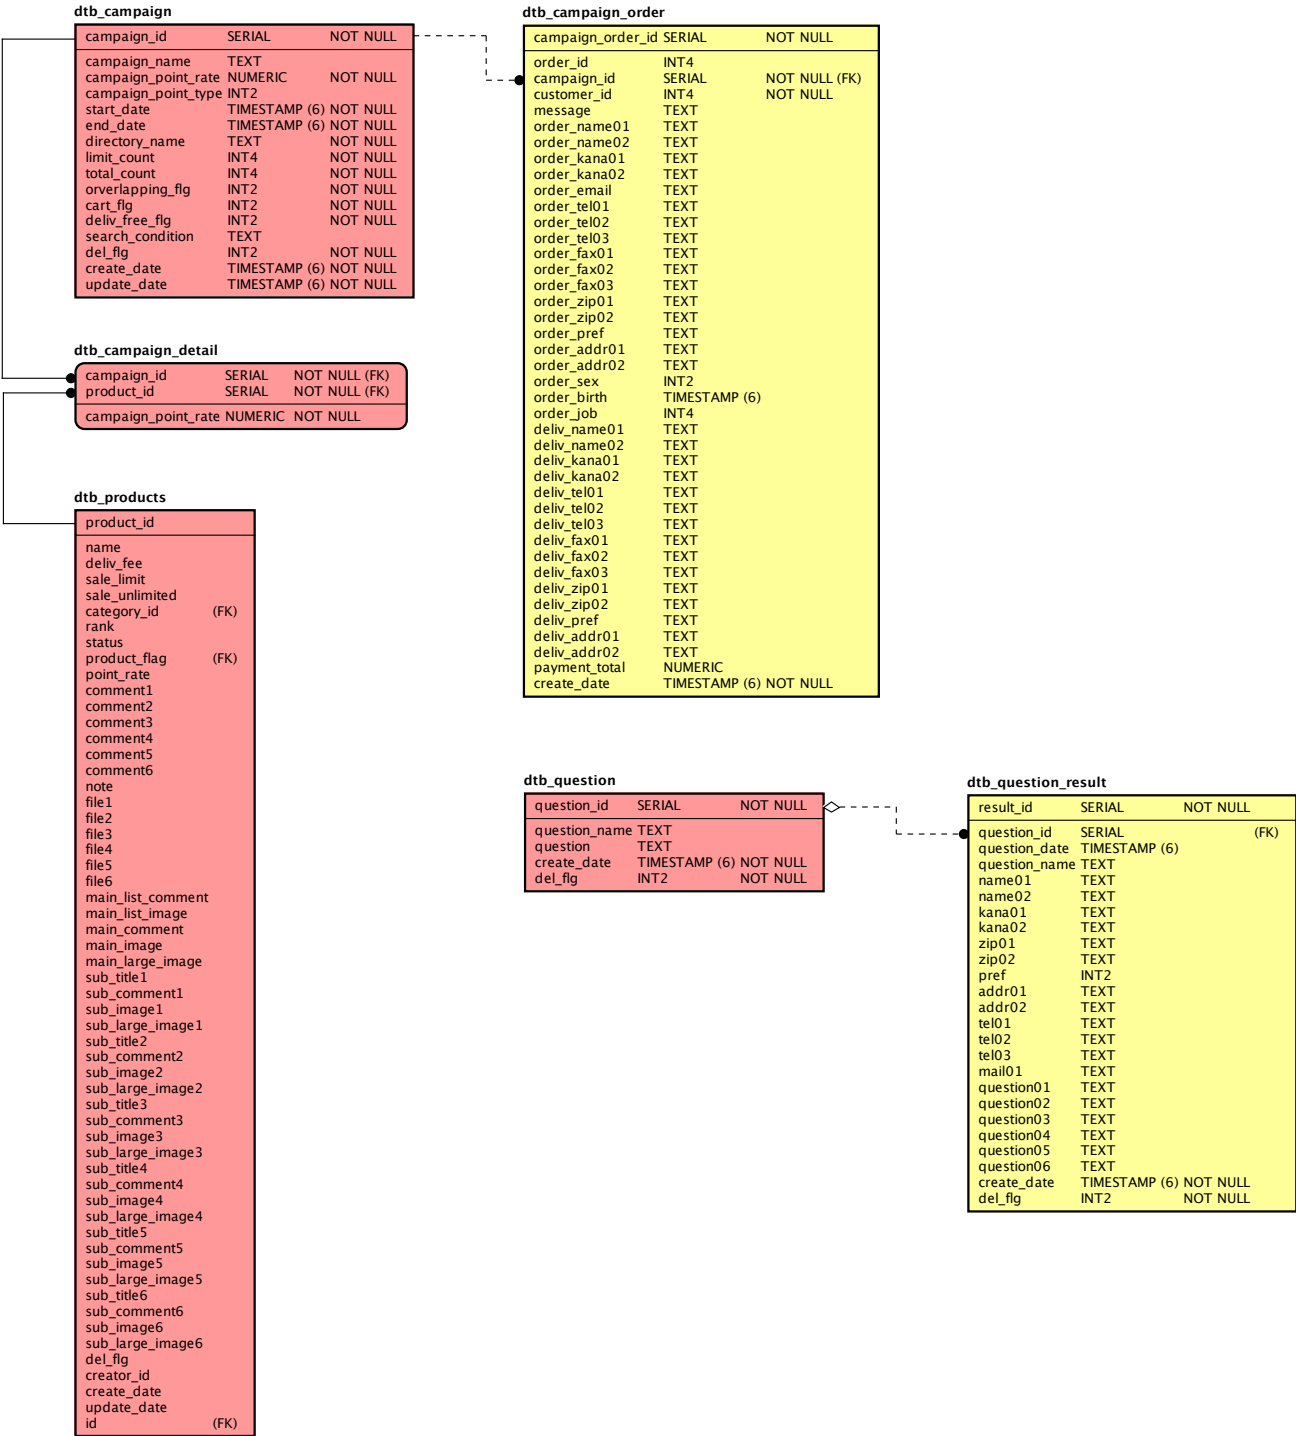 dtb_campaign
campaign_id SERIAL NOT NULL
campaign_name TEXT
campaign_point_rate NUMERIC NOT NULL
campaign_point_type INT2
start_date TIMESTAMP (6) NOT NULL
end_date TIMESTAMP (6) NOT NULL
directory_name TEXT NOT NULL
limit_count INT4 NOT NULL
total_count INT4 NOT NULL
orverlapping_flg INT2 NOT NULL
cart_flg INT2 NOT NULL
deliv_free_flg INT2 NOT NULL
search_condition TEXT
del_flg INT2 NOT NULL
create_date TIMESTAMP (6) NOT NULL
update_date TIMESTAMP (6) NOT NULL
dtb_campaign_detail
campaign_id SERIAL NOT NULL (FK)
product_id SERIAL NOT NULL (FK)
campaign_point_rate NUMERIC NOT NULL
dtb_products
product_id
name
deliv_fee
sale_limit
sale_unlimited
category_id (FK)
rank
status
product_flag (FK)
point_rate
comment1
comment2
comment3
comment4
comment5
comment6
note
file1
file2
file3
file4
file5
file6
main_list_comment
main_list_image
main_comment
main_image
main_large_image
sub_title1
sub_comment1
sub_image1
sub_large_image1
sub_title2
sub_comment2
sub_image2
sub_large_image2
sub_title3
sub_comment3
sub_image3
sub_large_image3
sub_title4
sub_comment4
sub_image4
sub_large_image4
sub_title5
sub_comment5
sub_image5
sub_large_image5
sub_title6
sub_comment6
sub_image6
sub_large_image6
del_flg
creator_id
create_date
update_date
id (FK)
dtb_campaign_order
campaign_order_id SERIAL NOT NULL
order_id INT4
campaign_id SERIAL NOT NULL (FK)
customer_id INT4 NOT NULL
message TEXT
order_name01 TEXT
order_name02 TEXT
order_kana01 TEXT
order_kana02 TEXT
order_email TEXT
order_tel01 TEXT
order_tel02 TEXT
order_tel03 TEXT
order_fax01 TEXT
order_fax02 TEXT
order_fax03 TEXT
order_zip01 TEXT
order_zip02 TEXT
order_pref TEXT
order_addr01 TEXT
order_addr02 TEXT
order_sex INT2
order_birth TIMESTAMP (6)
order_job INT4
deliv_name01 TEXT
deliv_name02 TEXT
deliv_kana01 TEXT
deliv_kana02 TEXT
deliv_tel01 TEXT
deliv_tel02 TEXT
deliv_tel03 TEXT
deliv_fax01 TEXT
deliv_fax02 TEXT
deliv_fax03 TEXT
deliv_zip01 TEXT
deliv_zip02 TEXT
deliv_pref TEXT
deliv_addr01 TEXT
deliv_addr02 TEXT
payment_total NUMERIC
create_date TIMESTAMP (6) NOT NULL
dtb_question
question_id SERIAL NOT NULL
question_name TEXT
question TEXT
create_date TIMESTAMP (6) NOT NULL
del_flg INT2 NOT NULL
dtb_question_result
result_id SERIAL NOT NULL
question_id SERIAL (FK)
question_date TIMESTAMP (6)
question_name TEXT
name01 TEXT
name02 TEXT
kana01 TEXT
kana02 TEXT
zip01 TEXT
zip02 TEXT
pref INT2
addr01 TEXT
addr02 TEXT
tel01 TEXT
tel02 TEXT
tel03 TEXT
mail01 TEXT
question01 TEXT
question02 TEXT
question03 TEXT
question04 TEXT
question05 TEXT
question06 TEXT
create_date TIMESTAMP (6) NOT NULL
del_flg INT2 NOT NULL